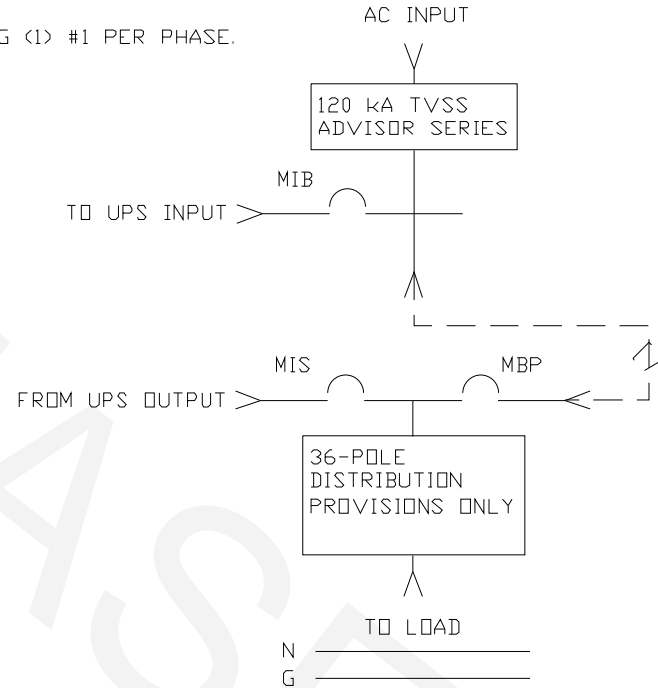 AC INPUT
G (1) #1 PER PHASE.
120 kA TVSS
ADVISOR SERIES
MIB
TO UPS INPUT
MIS
MBP
FROM UPS OUTPUT
36-POLE
DISTRIBUTION
PROVISIONS ONLY
TO LOAD
N
G